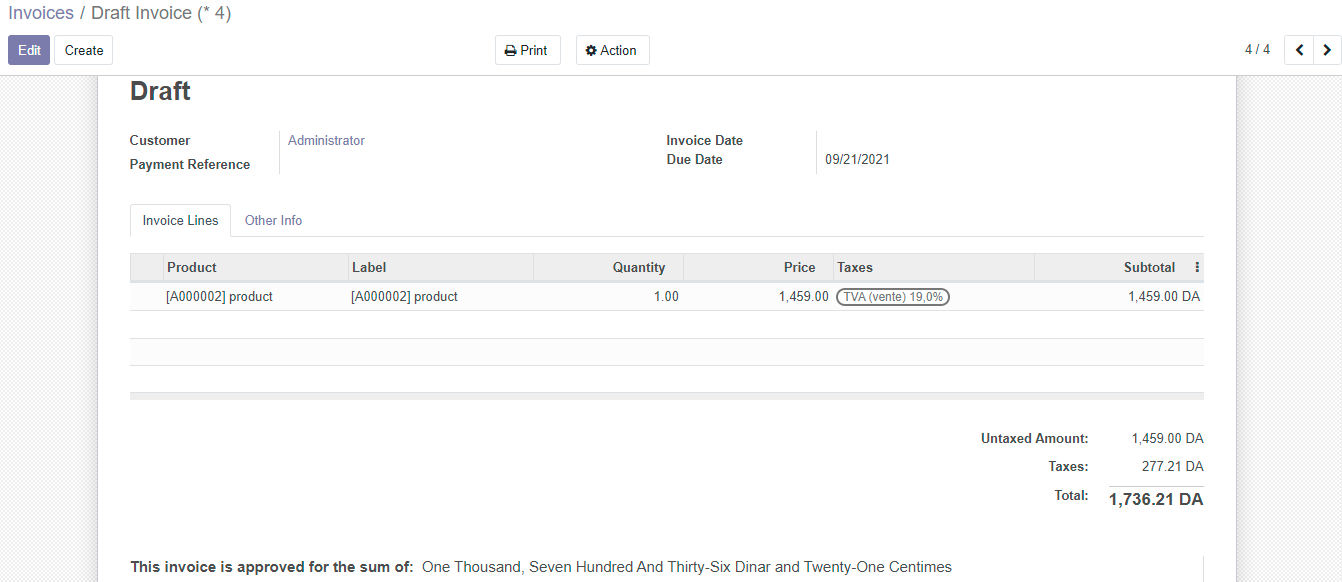 Invoices / Draft Invoice (* 4)
Edit Create Print Action 4 / 4
Draft
Customer Administrator Invoice Date
Payment Reference Due Date 09/21/2021
Invoice Lines Other Info
Product Label Quantity Price Taxes Subtotal
[A000002] product [A000002] product 1.00 1,459.00 TVA (vente) 19,0% 1,459.00 DA
Untaxed Amount: 1,459.00 DA
Taxes: 277.21 DA
Total: 1,736.21 DA
This invoice is approved for the sum of: One Thousand, Seven Hundred And Thirty-Six Dinar and Twenty-One Centimes